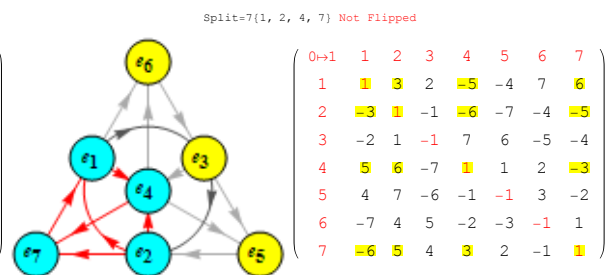 Split=7{1, 2, 4, 7} Not Flipped
e6
e1
e3
e4
e7
e2
e5
0↦1 1 2 3 4 5 6 7
1 1 3 2 −5 −4 7 6
2 −3 1 −1 −6 −7 −4 −5
3 −2 1 −1 7 6 −5 −4
4 5 6 −7 1 1 2 −3
5 4 7 −6 −1 −1 3 −2
6 −7 4 5 −2 −3 −1 1
7 −6 5 4 3 2 −1 1